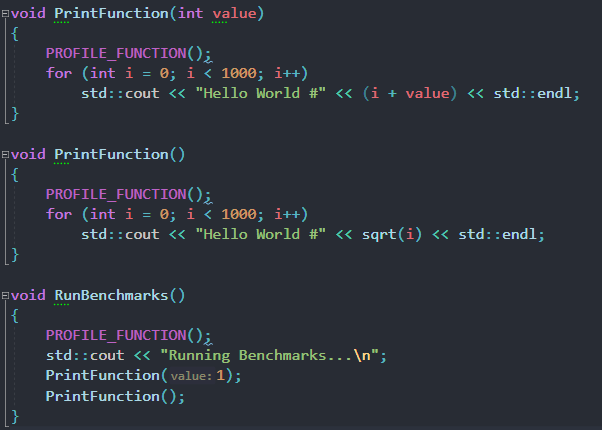 void PrintFunction(int value)
{
    PROFILE_FUNCTION();
    for (int i = 0; i < 1000; i++)
        std::cout << "Hello World #" << (i + value) << std::endl;
}
void PrintFunction()
{
    PROFILE_FUNCTION();
    for (int i = 0; i < 1000; i++)
        std::cout << "Hello World #" << sqrt(i) << std::endl;
}
void RunBenchmarks()
{
    PROFILE_FUNCTION();
    std::cout << "Running Benchmarks...\n";
    PrintFunction(value: 1);
    PrintFunction();
}